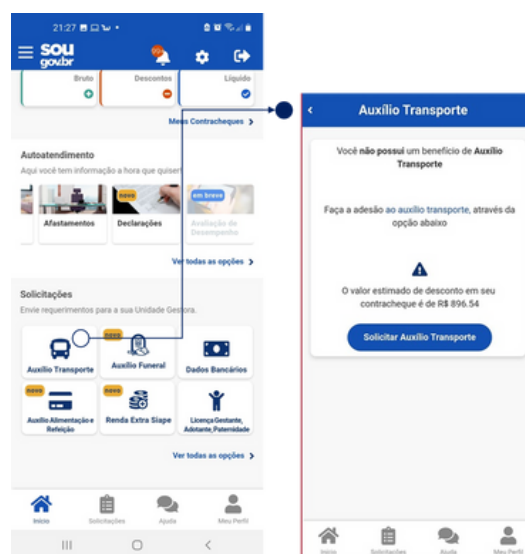 21:27
99+
sou
gov.br
Bruto
Descontos
Líquido
Meus Contracheques
Autoatendimento
Aqui você tem informação a hora que quiser
novo
em breve
Afastamentos
Declarações
Avaliação de
Desempenho
Ver todas as opções
Solicitações
Envie requerimentos para a sua Unidade Gestora.
novo
Auxílio Transporte
Auxílio Funeral
Dados Bancários
novo
novo
Auxílio Alimentação e
Refeição
Renda Extra Siape
Licença Gestante,
Adotante, Paternidade
Ver todas as opções
Início
Solicitações
Ajuda
Meu Perfil
Auxílio Transporte
Você não possui um benefício de Auxílio
Transporte
Faça a adesão ao auxílio transporte, através da
opção abaixo
O valor estimado de desconto em seu
contracheque é de R$ 896.54
Solicitar Auxílio Transporte
Início
Solicitações
Ajuda
Meu Perfil